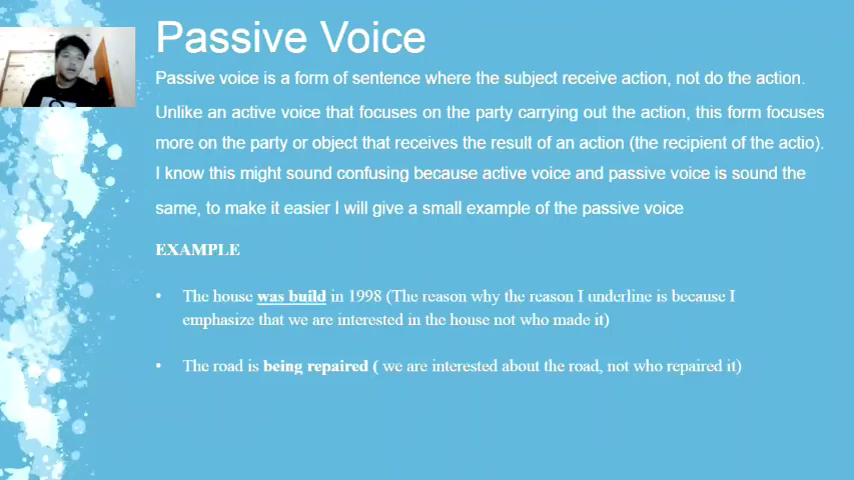 Passive Voice
Passive voice is a form of sentence where the subject receive action, not do the action.
Unlike an active voice that focuses on the party carrying out the action, this form focuses
more on the party or object that receives the result of an action (the recipient of the actio).
I know this might sound confusing because active voice and passive voice is sound the
same, to make it easier I will give a small example of the passive voice
EXAMPLE
• The house was build in 1998 (The reason why the reason I underline is because I
emphasize that we are interested in the house not who made it)
• The road is being repaired ( we are interested about the road, not who repaired it)